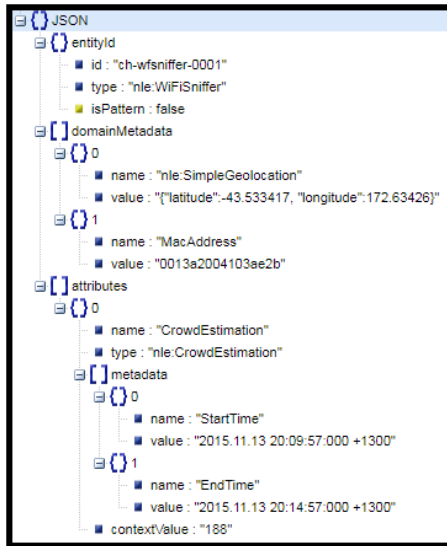 JSON
entityId
id : "ch-wfsniffer-0001"
type : "nle:WiFiSniffer"
isPattern : false
domainMetadata
0
name : "nle:SimpleGeolocation"
value : "{"latitude":-43.533417, "longitude":172.63426}"
1
name : "MacAddress"
value : "0013a2004103ae2b"
attributes
0
name : "CrowdEstimation"
type : "nle:CrowdEstimation"
metadata
0
name : "StartTime"
value : "2015.11.13 20:09:57:000 +1300"
1
name : "EndTime"
value : "2015.11.13 20:14:57:000 +1300"
contextValue : "188"